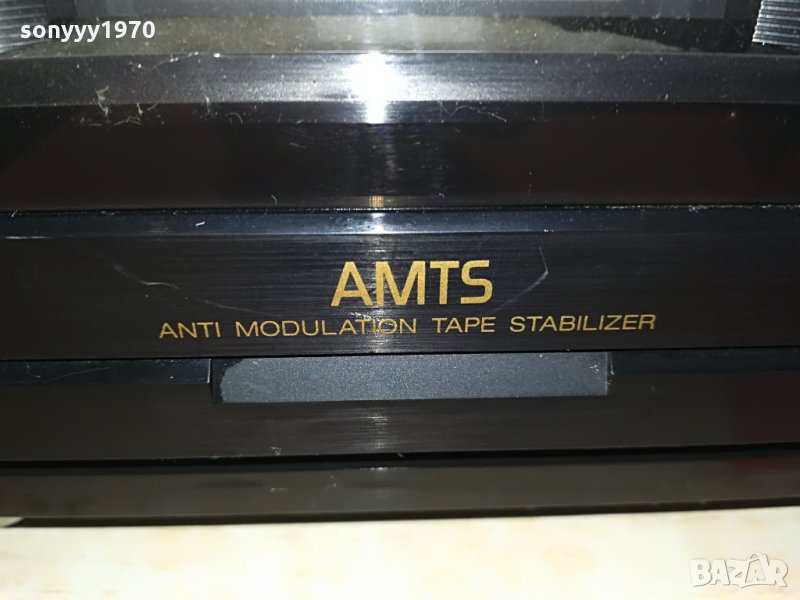 sonyyy1970
AMTS
ANTI MODULATION TAPE STABILIZER
BAZAR